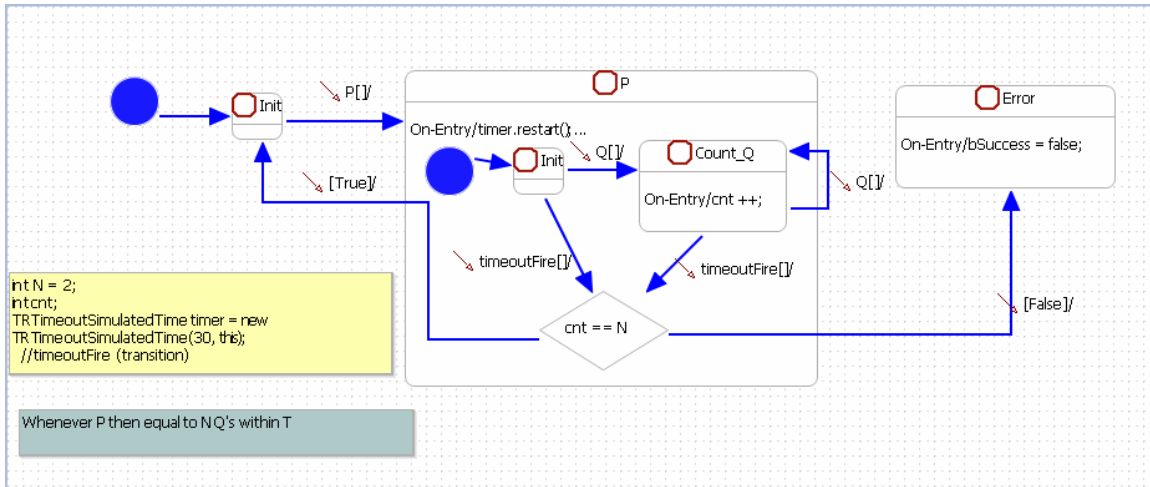 P
Init
P[]/
Error
On-Entry/timer.restart(); ...
On-Entry/bSuccess = false;
Init
Q[]/
Count_Q
[True]/
Q[]/
On-Entry/cnt ++;
timeoutFire[]/
timeoutFire[]/
int N = 2;
int cnt;
TRTimeoutSimulatedTime timer = new
TRTimeoutSimulatedTime(30, this);
//timeoutFire (transition)
cnt == N
[False]/
Whenever P then equal to N Q's within T